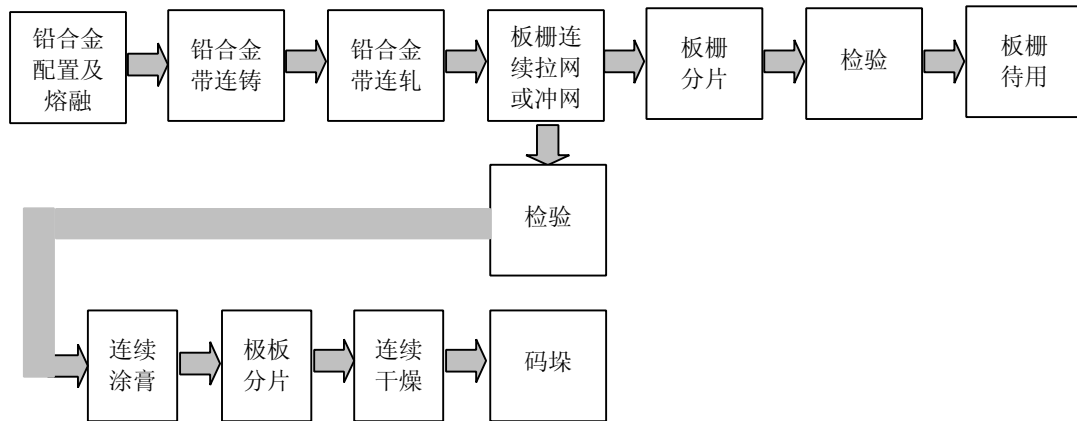 铅合金
配置及
熔融
铅合金
带连铸
铅合金
带连轧
板栅连
续拉网
或冲网
板栅
分片
检验
板栅
待用
检验
连续
涂膏
极板
分片
连续
干燥
码垛